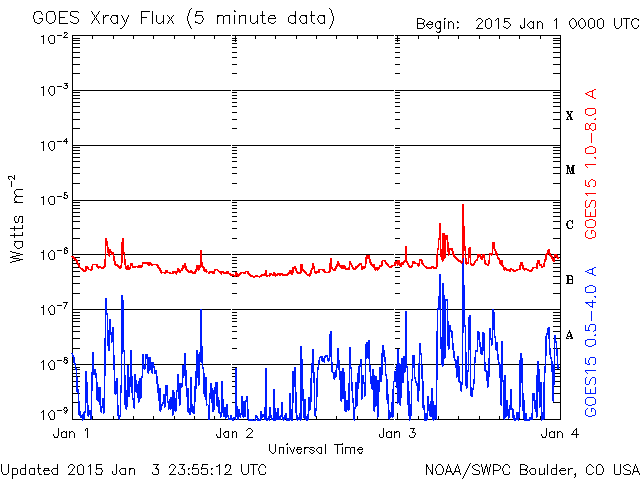 GOES Xray Flux (5 minute data)
Begin: 2015 Jan 1 0000 UTC
10⁻²
10⁻³
10⁻⁴
10⁻⁵
10⁻⁶
10⁻⁷
10⁻⁸
10⁻⁹
Watts m⁻²
X
M
C
B
A
GOES15 1.0–8.0 A
GOES15 0.5–4.0 A
Jan 1 Jan 2 Jan 3 Jan 4
Universal Time
Updated 2015 Jan 3 23:55:12 UTC
NOAA/SWPC Boulder, CO USA